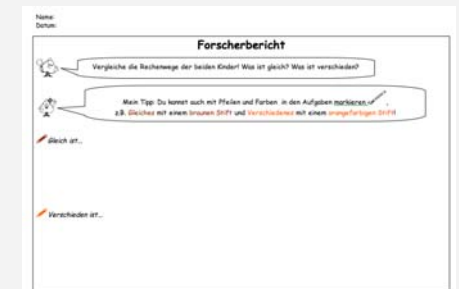 Name:
Datum:
Forscherbericht
Vergleiche die Rechenwege der beiden Kinder! Was ist gleich? Was ist verschieden?
Mein Tipp: Du kannst auch mit Pfeilen und Farben in den Aufgaben markieren
z.B. Gleiches mit einem braunen Stift und Verschiedenes mit einem orangefarbigen Stift!
Gleich ist...
Verschieden ist...